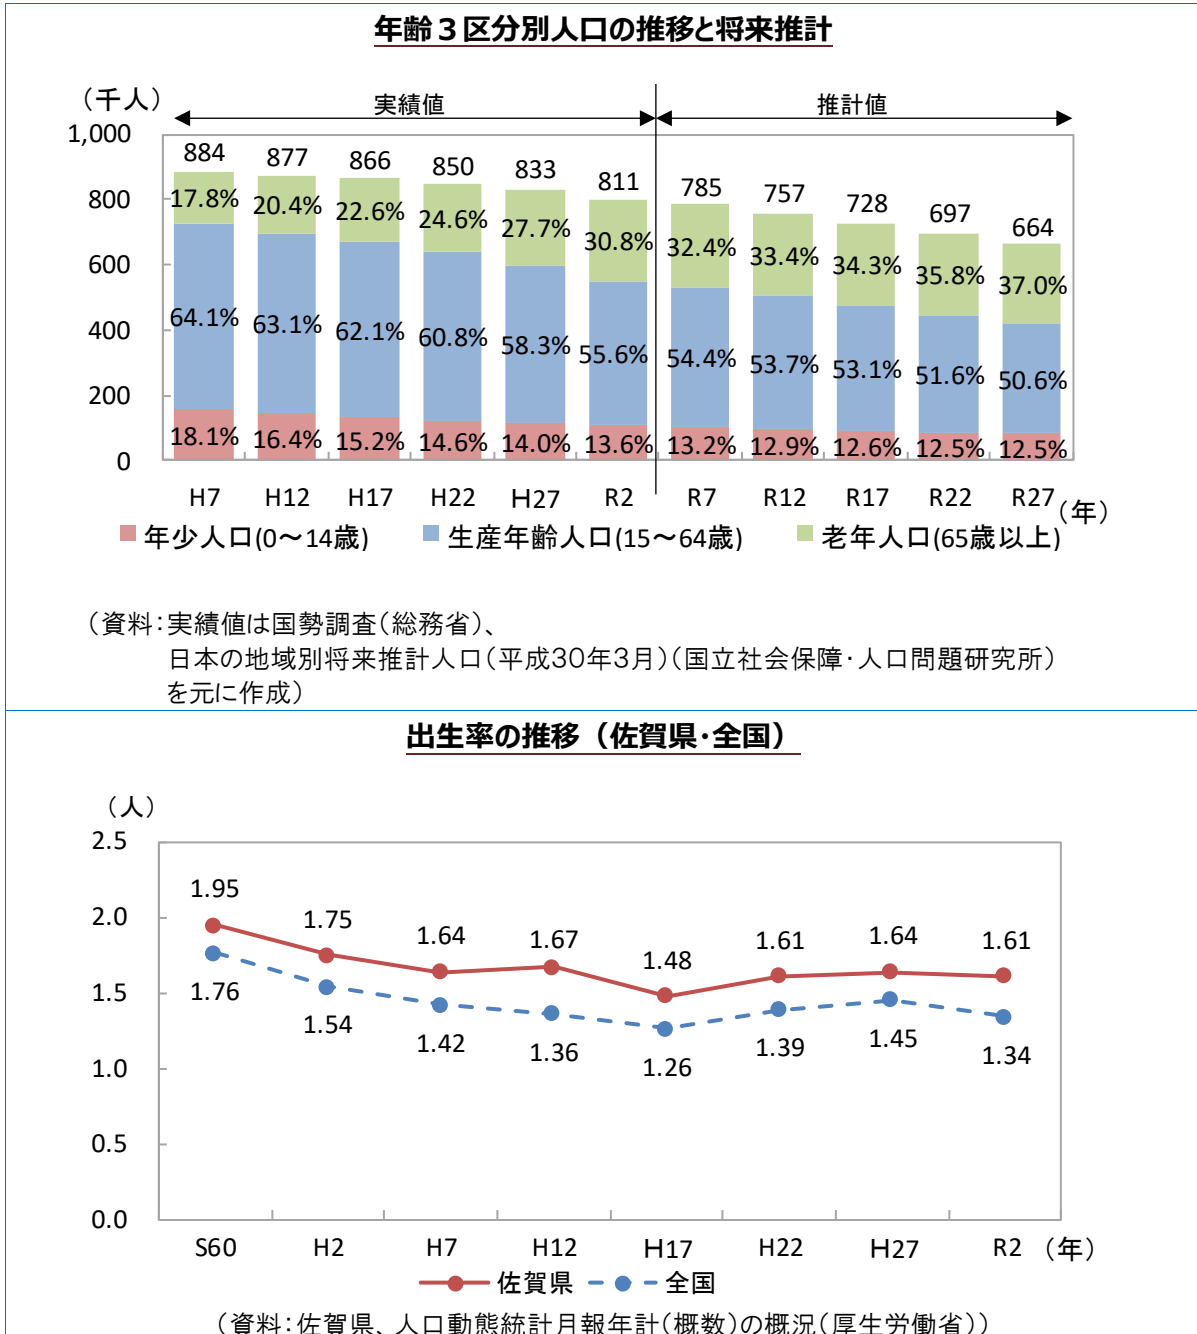 年齢３区分別人口の推移と将来推計
（千人）
実績値 推計値
1,000
884 877 866 850 833 811 785 757 728 697 664
800
17.8% 20.4% 22.6% 24.6% 27.7% 30.8% 32.4% 33.4% 34.3% 35.8% 37.0%
600
64.1% 63.1% 62.1% 60.8% 58.3% 55.6% 54.4% 53.7% 53.1% 51.6% 50.6%
400
200
18.1% 16.4% 15.2% 14.6% 14.0% 13.6% 13.2% 12.9% 12.6% 12.5% 12.5%
0
H7 H12 H17 H22 H27 R2 R7 R12 R17 R22 R27 （年）
年少人口(0～14歳) 生産年齢人口(15～64歳) 老年人口(65歳以上)
（資料：実績値は国勢調査（総務省）、
日本の地域別将来推計人口（平成30年3月）（国立社会保障・人口問題研究所）
を元に作成）
出生率の推移（佐賀県・全国）
（人）
2.5
1.95 1.75 1.64 1.67 1.48 1.61 1.64 1.61
2.0
1.5
1.76 1.54 1.42 1.36 1.26 1.39 1.45 1.34
1.0
0.5
0.0
S60 H2 H7 H12 H17 H22 H27 R2 （年）
佐賀県 全国
（資料：佐賀県、人口動態統計月報年計（概数）の概況（厚生労働省））